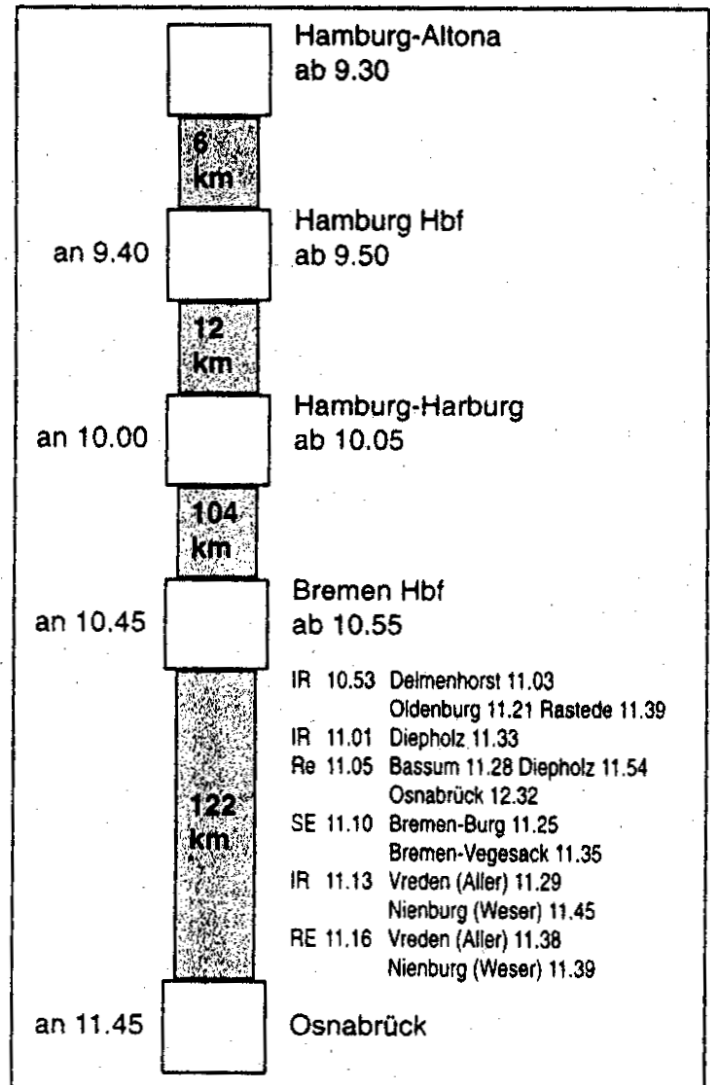 Hamburg-Altona
ab 9.30
6
km
Hamburg Hbf
an 9.40 ab 9.50
12
km
Hamburg-Harburg
an 10.00 ab 10.05
104
km
Bremen Hbf
an 10.45 ab 10.55
IR 10.53 Delmenhorst 11.03
Oldenburg 11.21 Rastede 11.39
IR 11.01 Diepholz 11.33
Re 11.05 Bassum 11.28 Diepholz 11.54
Osnabrück 12.32
SE 11.10 Bremen-Burg 11.25
Bremen-Vegesack 11.35
122
km
IR 11.13 Vreden (Aller) 11.29
Nienburg (Weser) 11.45
RE 11.16 Vreden (Aller) 11.38
Nienburg (Weser) 11.39
an 11.45 Osnabrück